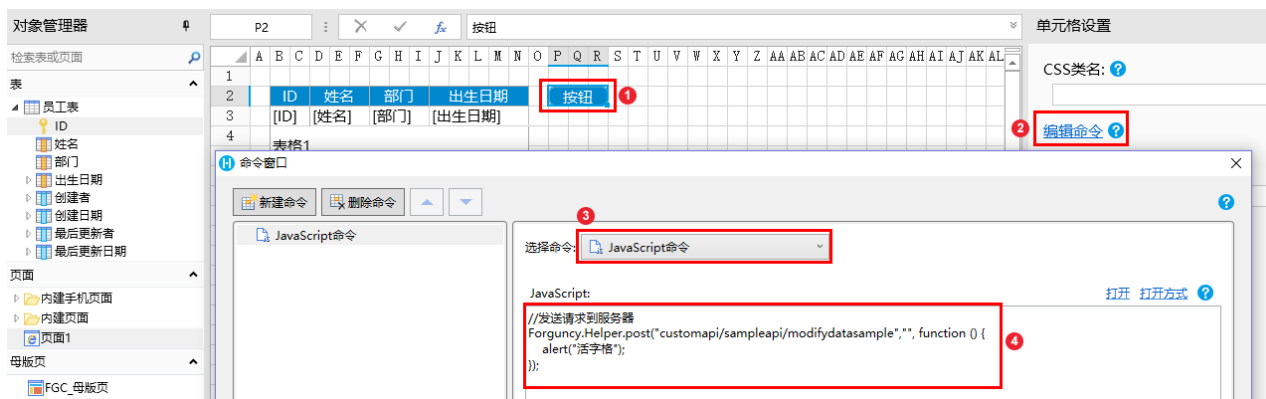 对象管理器
P2
按钮
单元格设置
检索表或页面
A B C D E F G H I J K L M N O P Q R S T U V W X Y Z AA AB AC AD AE AF AG AH AI AJ AK AL
CSS类名:
表
1
员工表
2 ID 姓名 部门 出生日期 按钮 1
ID
3 [ID] [姓名] [部门] [出生日期]
2 编辑命令
姓名
4 表格1
部门
命令窗口
出生日期
创建者
新建命令 删除命令
创建日期
3
最后更新者
JavaScript命令
选择命令: JavaScript命令
最后更新日期
页面
内建手机页面
JavaScript:
打开 打开方式
内建页面
//发送请求到服务器
页面1
Forguncy.Helper.post("customapi/sampleapi/modifydatasample","", function () {
alert("活字格");
4
母版页
});
FGC_母版页